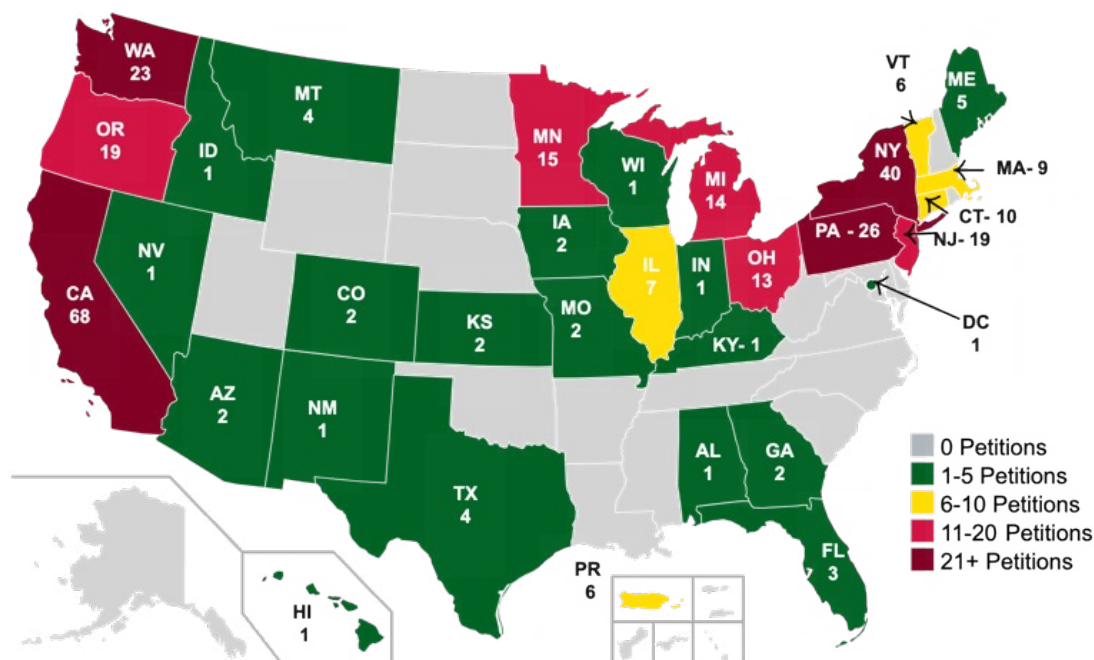 WA
23
OR
19
ID
1
MT
4
MN
15
WI
1
MI
14
VT
6
ME
5
NY
40
MA- 9
CT- 10
NJ- 19
PA - 26
NV
1
CA
68
CO
2
KS
2
IA
2
MO
2
IL
7
IN
1
OH
13
KY- 1
DC
1
AZ
2
NM
1
TX
4
AL
1
GA
2
FL
3
HI
1
PR
6
0 Petitions
1-5 Petitions
6-10 Petitions
11-20 Petitions
21+ Petitions